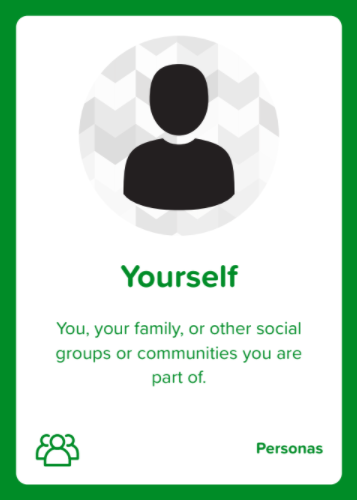 Yourself
You, your family, or other social
groups or communities you are
part of.
Personas